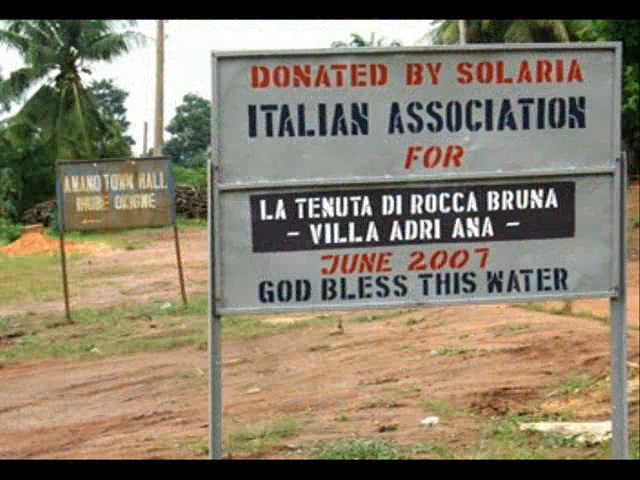 DONATED BY SOLARIA
ITALIAN ASSOCIATION
FOR
LA TENUTA DI ROCCA BRUNA
- VILLA ADRI ANA -
JUNE 2007
GOD BLESS THIS WATER
TOWN HALL